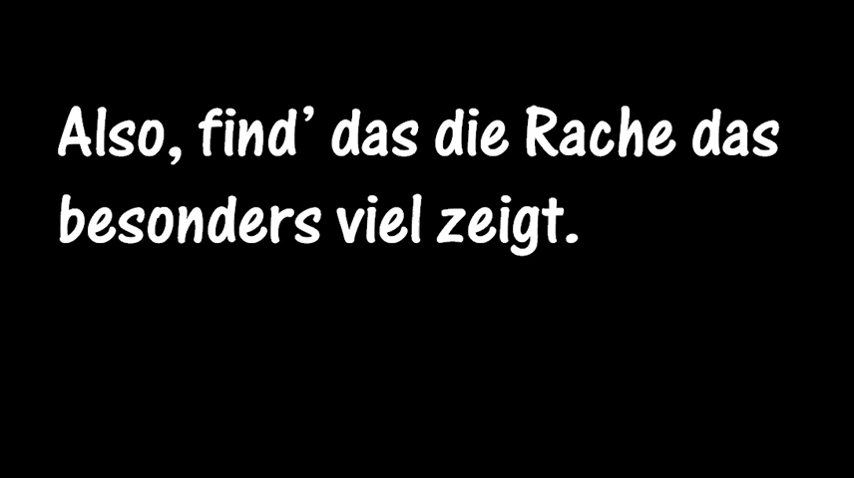 Also, find’ das die Rache das
besonders viel zeigt.